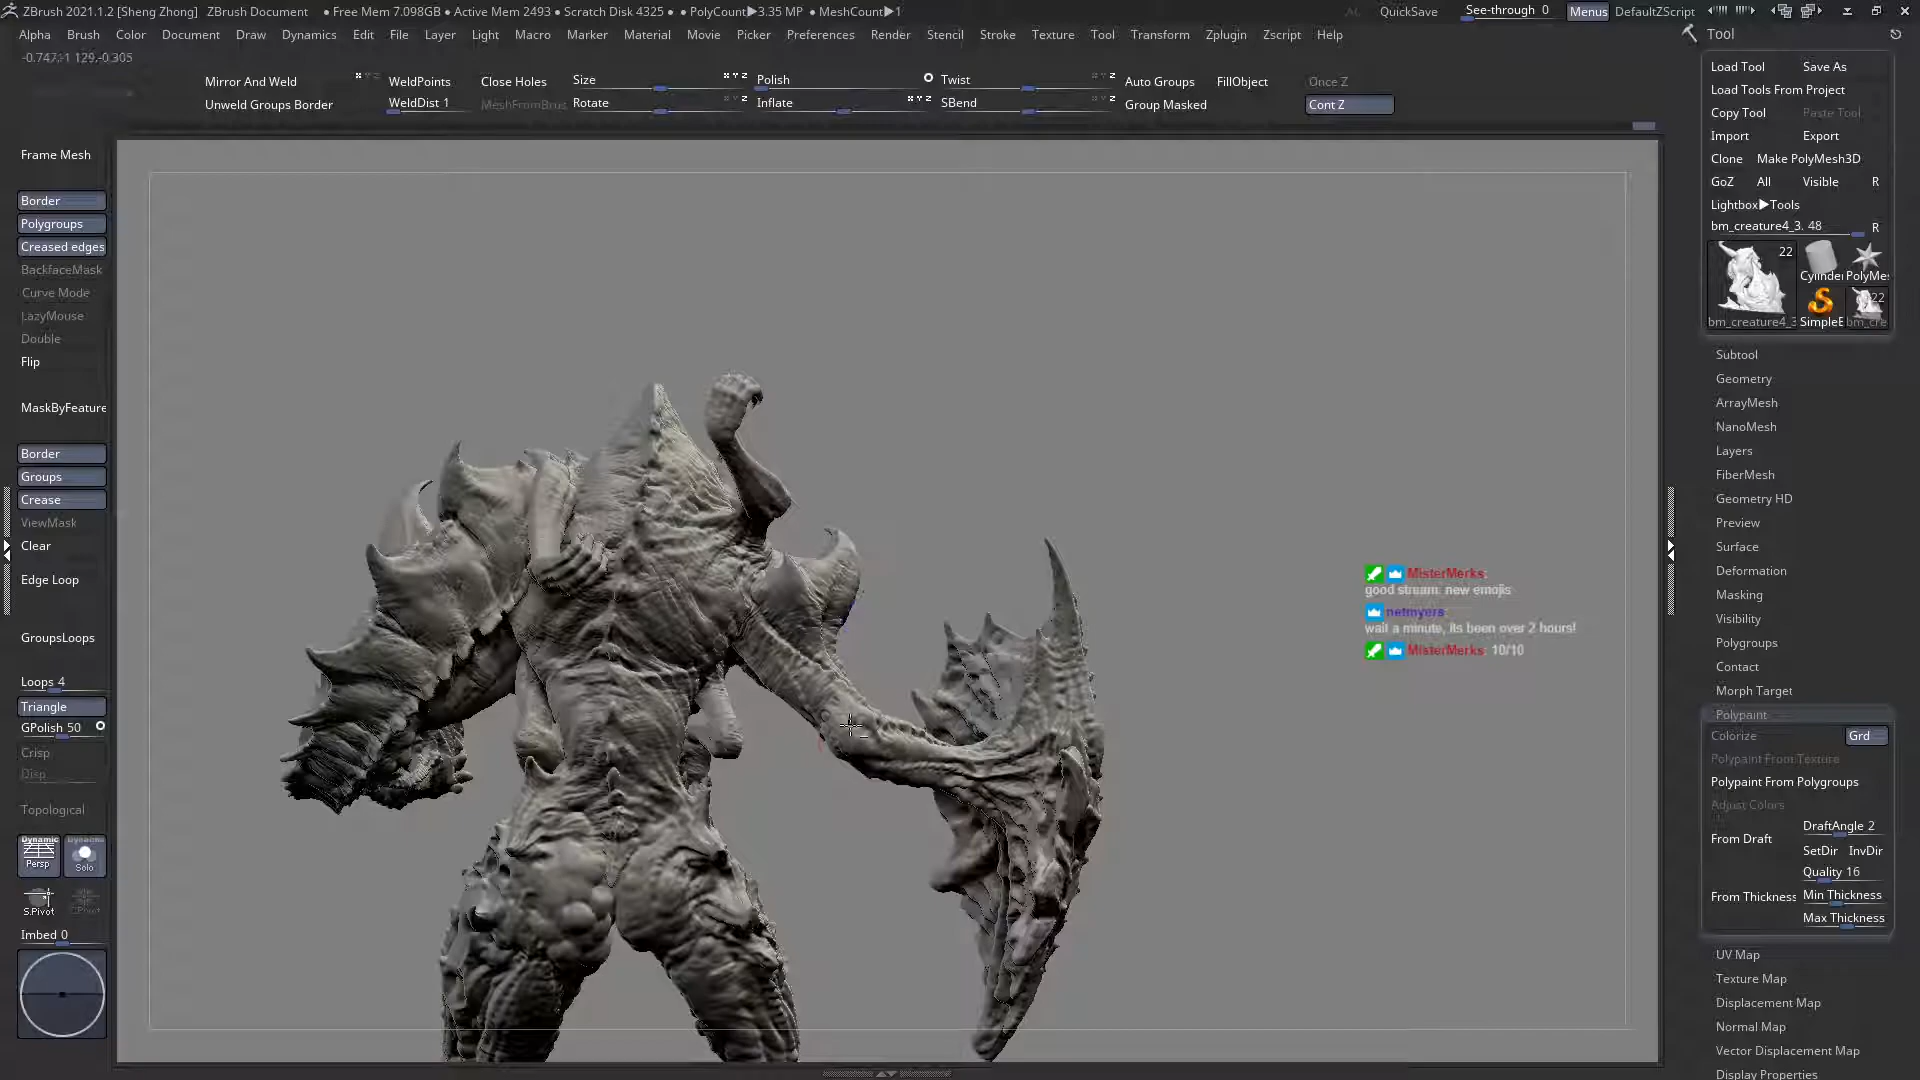 ZBrush 2021.1.2 [Sheng Zhong] ZBrush Document • Free Mem 7.098GB • Active Mem 2493 • Scratch Disk 4325 • • PolyCount▶3.35 MP • MeshCount▶1
QuickSave See-through 0 Menus DefaultZScript
Alpha Brush Color Document Draw Dynamics Edit File Layer Light Macro Marker Material Movie Picker Preferences Render Stencil Stroke Texture Tool Transform Zplugin Zscript Help
Mirror And Weld WeldPoints Close Holes Size Polish Twist Auto Groups FillObject Once Z
Unweld Groups Border WeldDist 1 MeshFromBrus Rotate Inflate SBend Group Masked Cont Z
Frame Mesh
Border
Polygroups
Creased edges
BackfaceMask
Curve Mode
LazyMouse
Double
Flip
MaskByFeature
Border
Groups
Crease
ViewMask
Clear
Edge Loop
GroupsLoops
Loops 4
Triangle
GPolish 50
Crisp
Disp
Topological
Dynamic
Persp
Solo
S.Pivot
Imbed 0
MisterMerks:
good stream. new emojis
netmyers:
wait a minute, its been over 2 hours!
MisterMerks: 10/10
Tool
Load Tool Save As
Load Tools From Project
Copy Tool Paste Tool
Import Export
Clone Make PolyMesh3D
GoZ All Visible R
Lightbox▶Tools
bm_creature4_3. 48 R
22
Cylinder PolyMes
22
bm_creature4_3 SimpleE bm_cre
Subtool
Geometry
ArrayMesh
NanoMesh
Layers
FiberMesh
Geometry HD
Preview
Surface
Deformation
Masking
Visibility
Polygroups
Contact
Morph Target
Polypaint
Colorize Grd
Polypaint From Texture
Polypaint From Polygroups
Adjust Colors
DraftAngle 2
From Draft
SetDir InvDir
Quality 16
From Thickness Min Thickness
Max Thickness
UV Map
Texture Map
Displacement Map
Normal Map
Vector Displacement Map
Display Properties